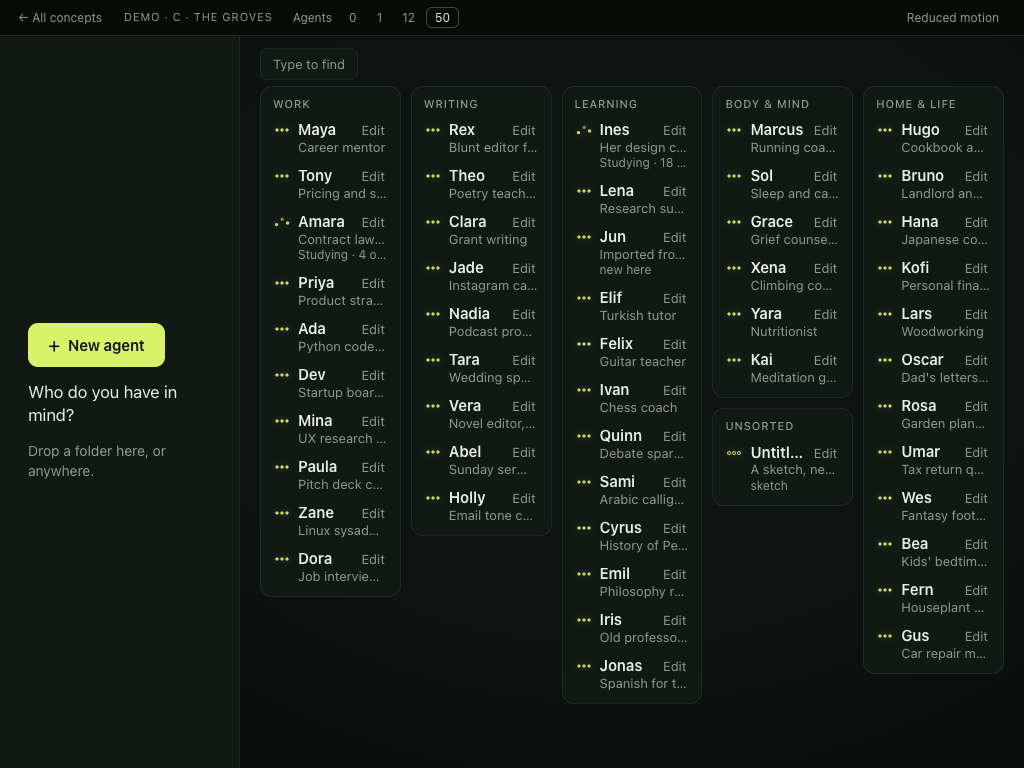 ← All concepts
DEMO · C · THE GROVES
Agents 0 1 12 50
Reduced motion
+ New agent
Who do you have in
mind?
Drop a folder here, or
anywhere.
Type to find
WORK
Maya Edit
Career mentor
Tony Edit
Pricing and s...
Amara Edit
Contract law...
Studying · 4 o...
Priya Edit
Product stra...
Ada Edit
Python code...
Dev Edit
Startup boar...
Mina Edit
UX research ...
Paula Edit
Pitch deck c...
Zane Edit
Linux sysad...
Dora Edit
Job intervie...
WRITING
Rex Edit
Blunt editor f...
Theo Edit
Poetry teach...
Clara Edit
Grant writing
Jade Edit
Instagram ca...
Nadia Edit
Podcast pro...
Tara Edit
Wedding sp...
Vera Edit
Novel editor,...
Abel Edit
Sunday ser...
Holly Edit
Email tone c...
LEARNING
Ines Edit
Her design c...
Studying · 18 ...
Lena Edit
Research su...
Jun Edit
Imported fro...
new here
Elif Edit
Turkish tutor
Felix Edit
Guitar teacher
Ivan Edit
Chess coach
Quinn Edit
Debate spar...
Sami Edit
Arabic callig...
Cyrus Edit
History of Pe...
Emil Edit
Philosophy r...
Iris Edit
Old professo...
Jonas Edit
Spanish for t...
BODY & MIND
Marcus Edit
Running coa...
Sol Edit
Sleep and ca...
Grace Edit
Grief counse...
Xena Edit
Climbing co...
Yara Edit
Nutritionist
Kai Edit
Meditation g...
UNSORTED
Untitl... Edit
A sketch, ne...
sketch
HOME & LIFE
Hugo Edit
Cookbook a...
Bruno Edit
Landlord an...
Hana Edit
Japanese co...
Kofi Edit
Personal fina...
Lars Edit
Woodworking
Oscar Edit
Dad's letters...
Rosa Edit
Garden plan...
Umar Edit
Tax return q...
Wes Edit
Fantasy foot...
Bea Edit
Kids' bedtim...
Fern Edit
Houseplant ...
Gus Edit
Car repair m...